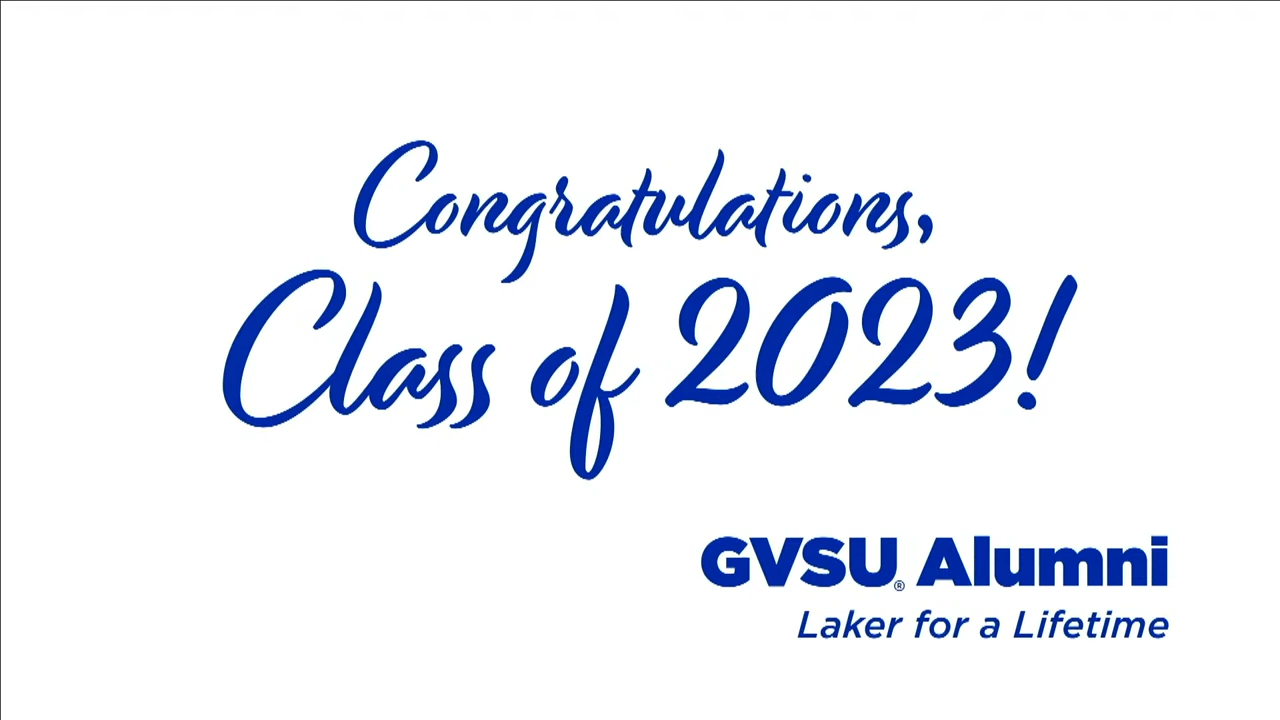 Congratulations,
Class of 2023!
GVSU® Alumni
Laker for a Lifetime